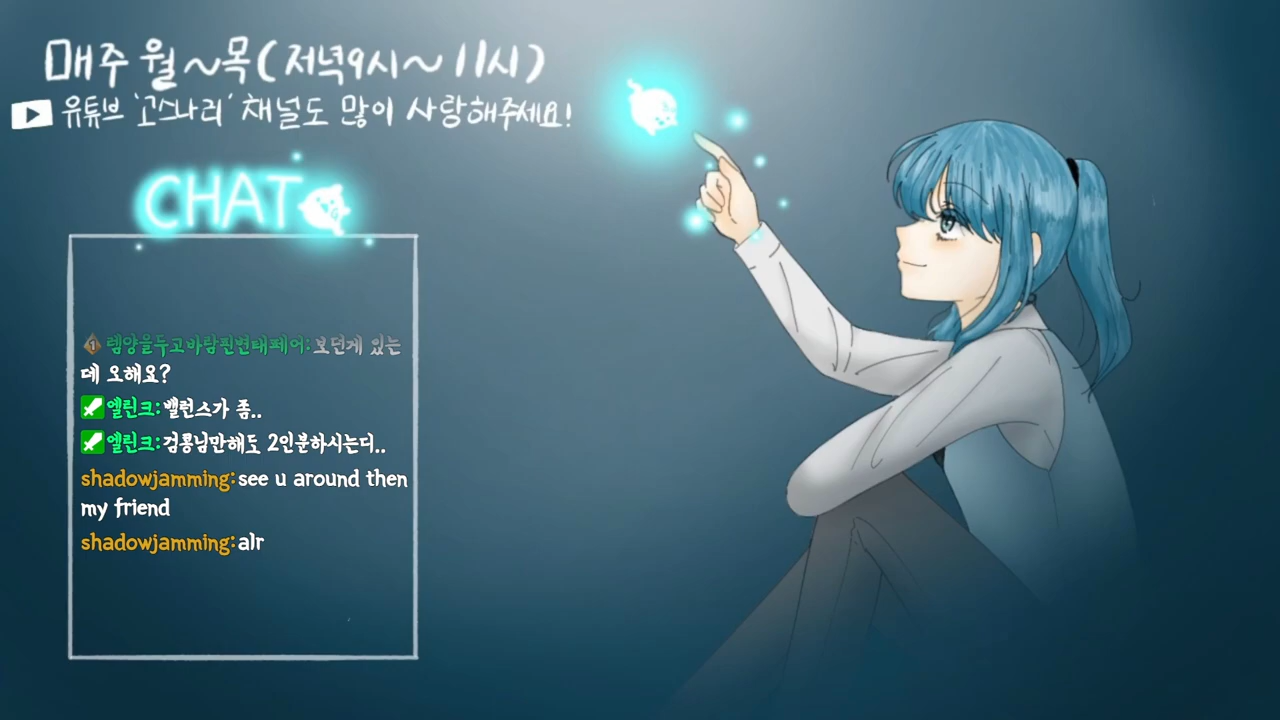 매주 월~목(저녁9시~11시)
유튜브 '고스나리' 채널도 많이 사랑해주세요!
CHAT
렘양을두고바람핀변태페어:보던게 있는
데 오해요?
엘린크:밸런스가 좀..
엘린크:검룡님만해도 2인분하시는디..
shadowjamming:see u around then
my friend
shadowjamming:alr